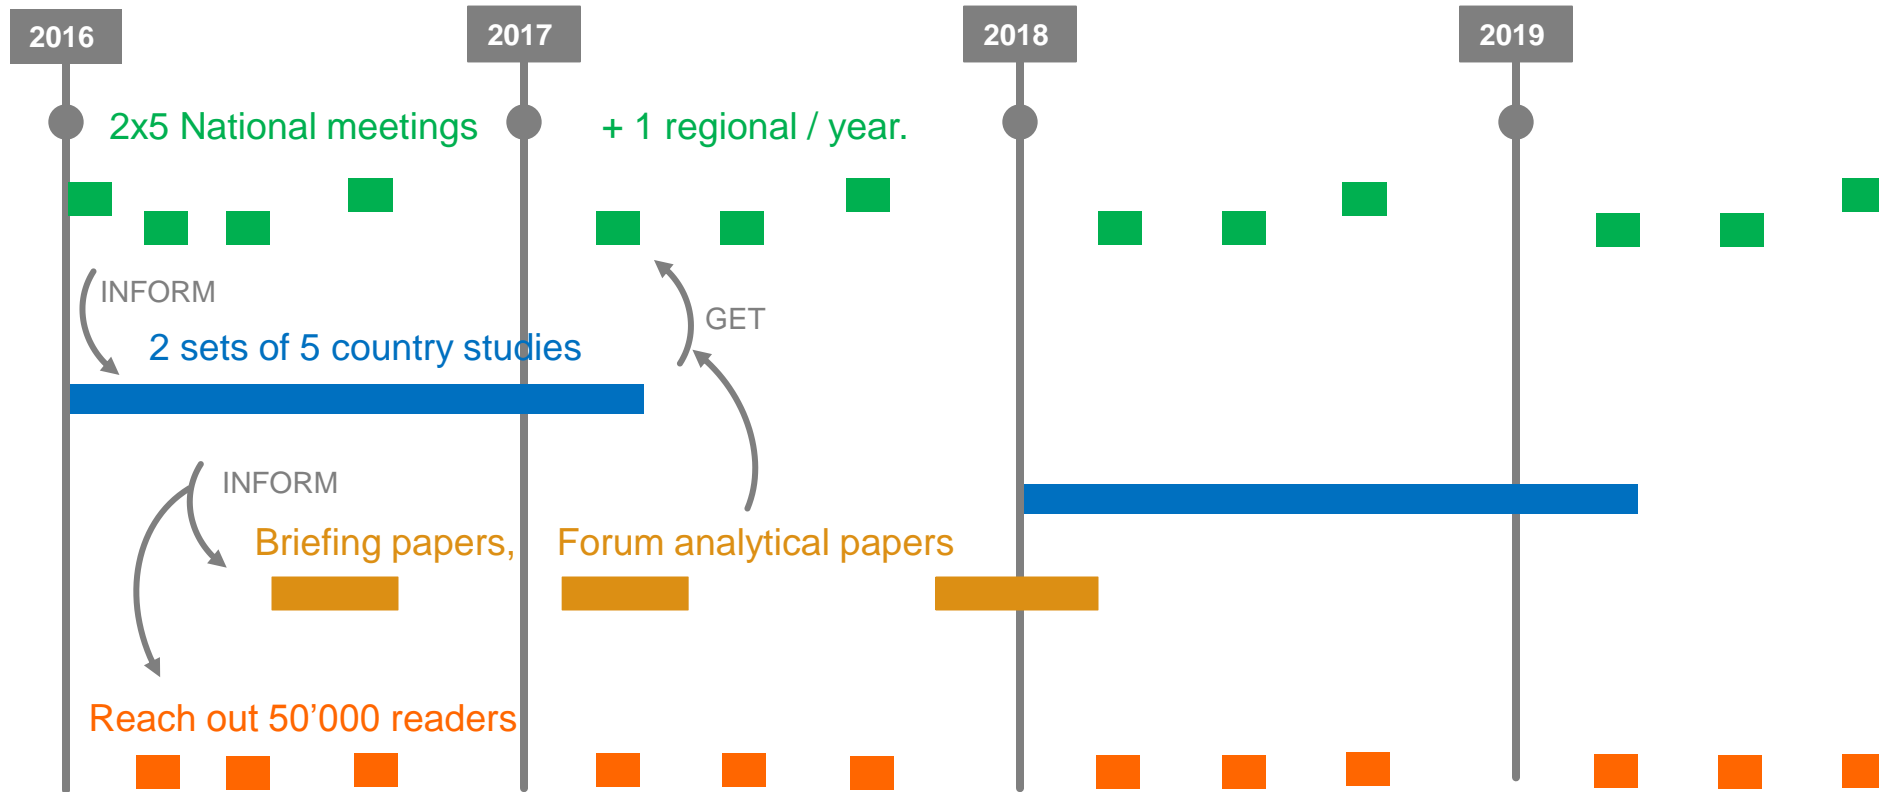 2016
2017
2018
2019
2x5 National meetings
+ 1 regional / year.
INFORM
GET
2 sets of 5 country studies
INFORM
Briefing papers,
Forum analytical papers
Reach out 50’000 readers